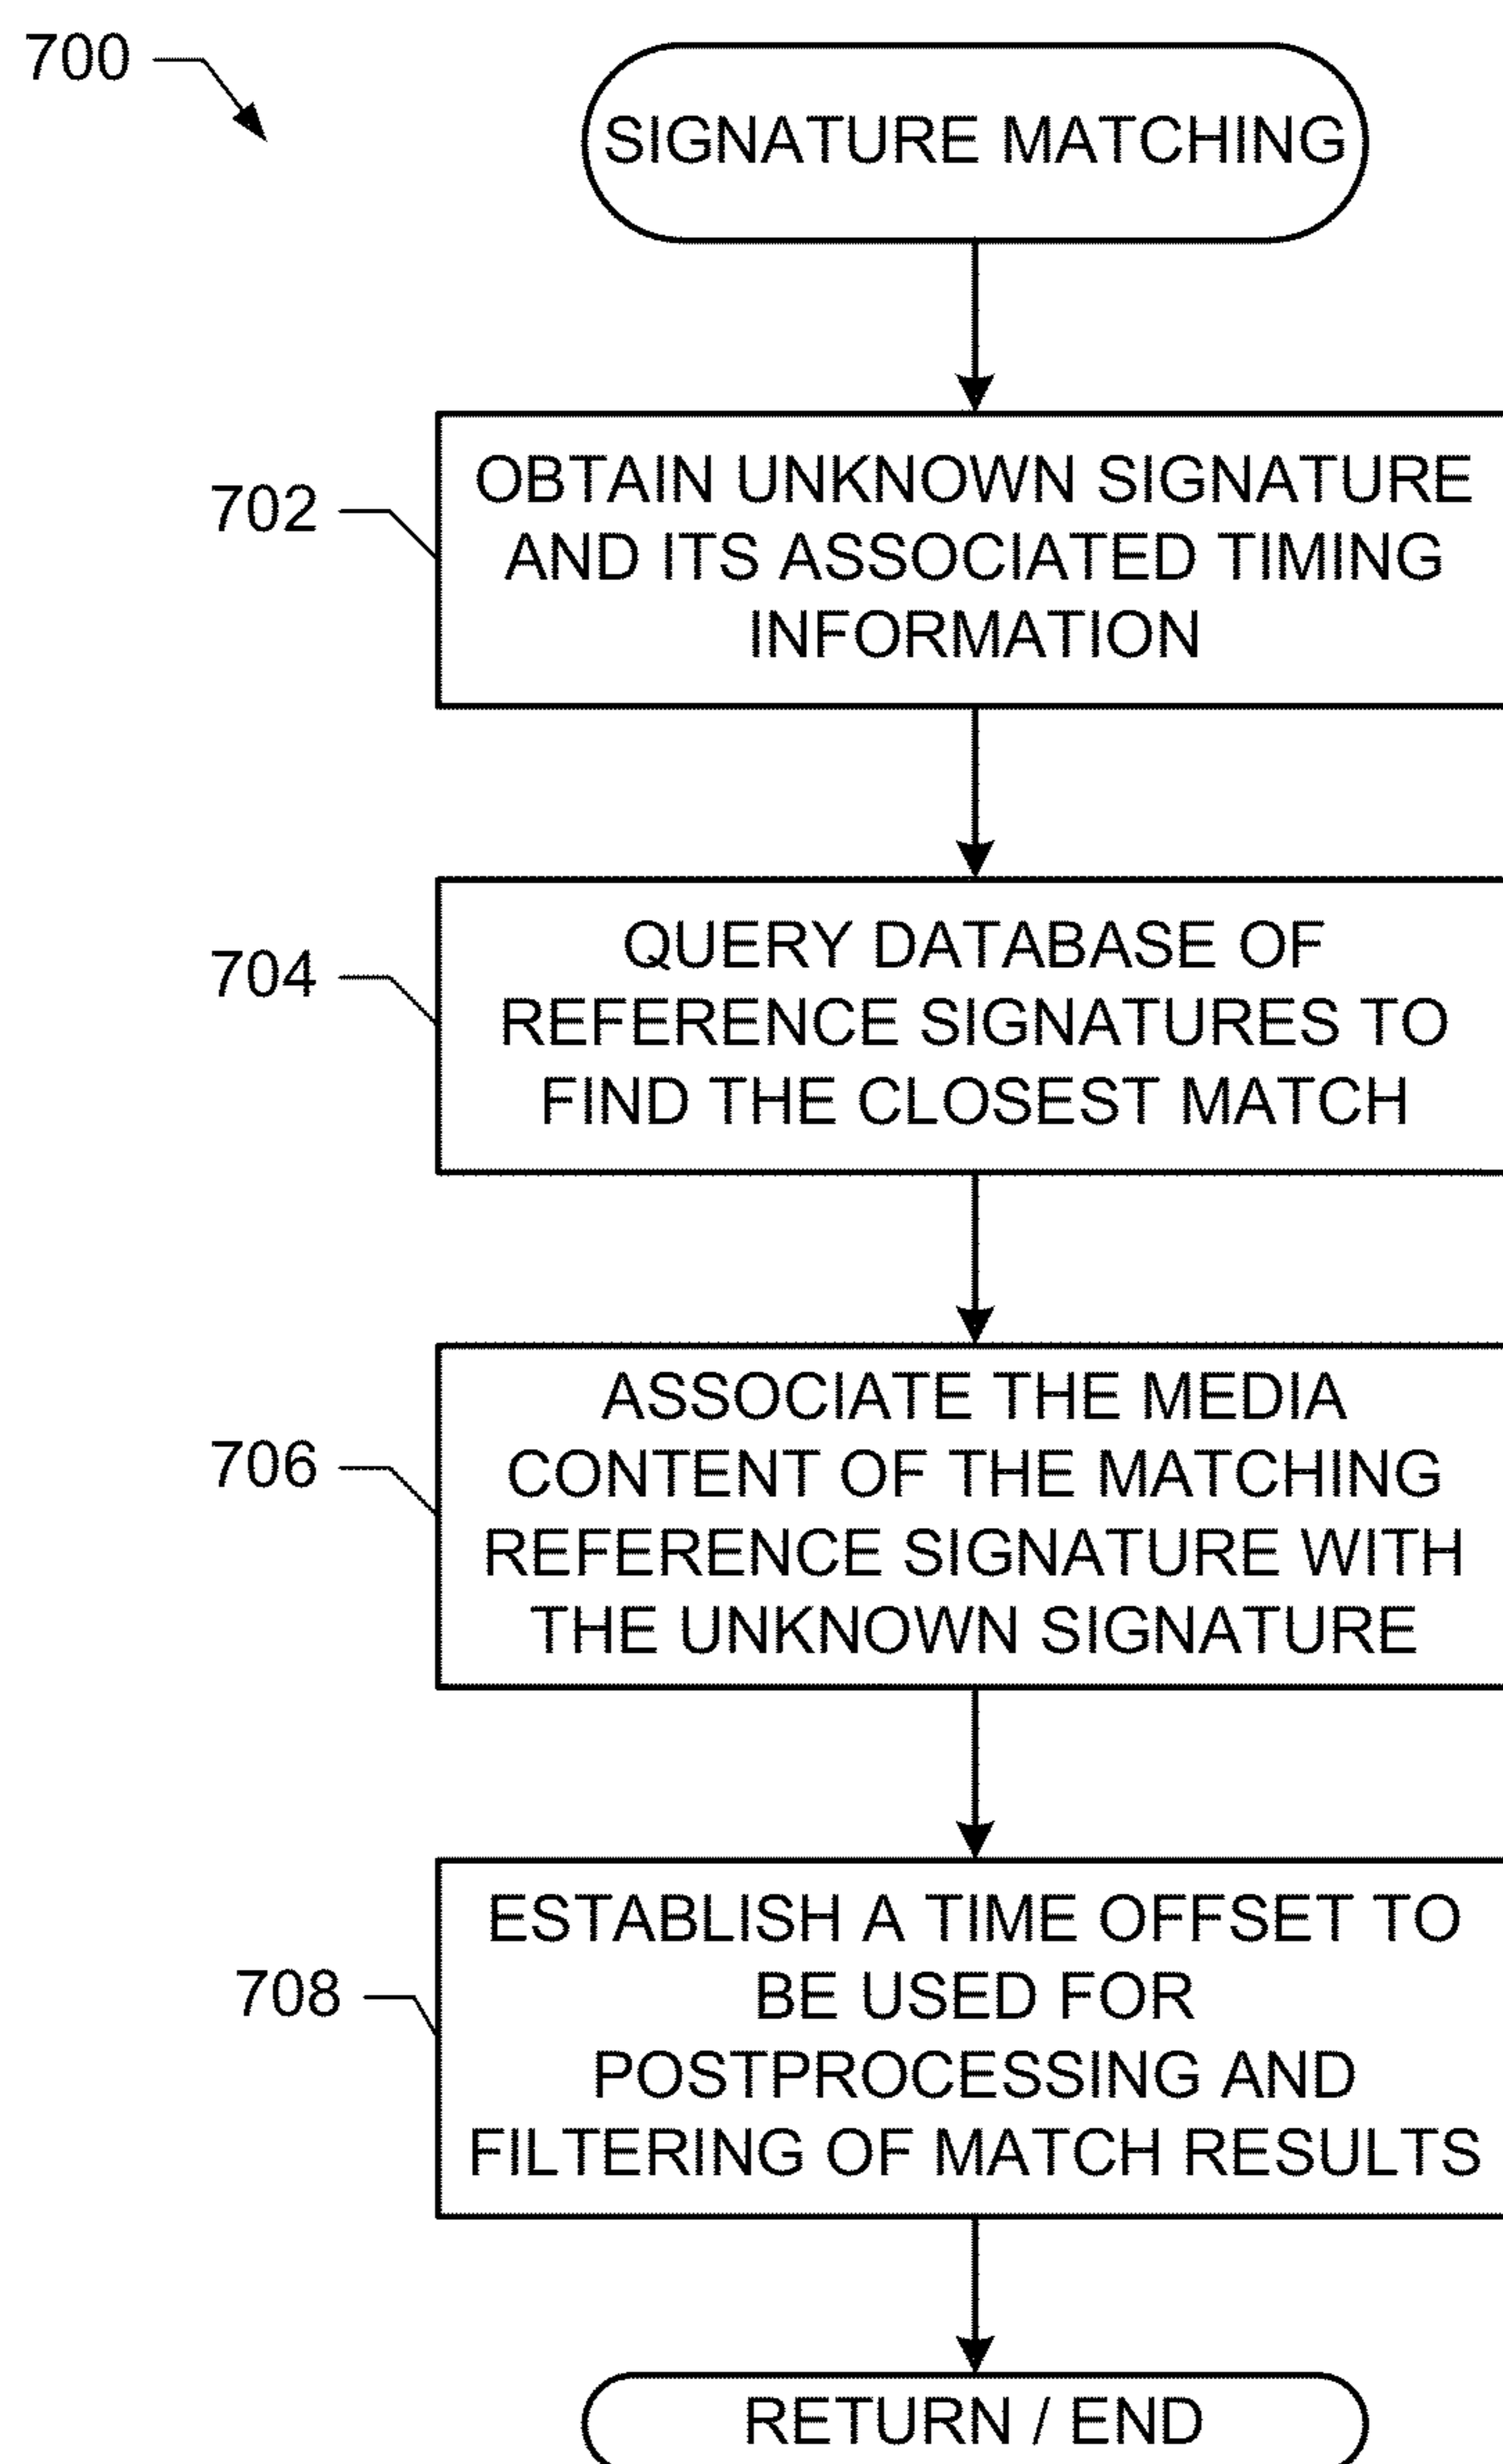 700
SIGNATURE MATCHING
702
OBTAIN UNKNOWN SIGNATURE
AND ITS ASSOCIATED TIMING
INFORMATION
704
QUERY DATABASE OF
REFERENCE SIGNATURES TO
FIND THE CLOSEST MATCH
706
ASSOCIATE THE MEDIA
CONTENT OF THE MATCHING
REFERENCE SIGNATURE WITH
THE UNKNOWN SIGNATURE
708
ESTABLISH A TIME OFFSET TO
BE USED FOR
POSTPROCESSING AND
FILTERING OF MATCH RESULTS
RETURN / END